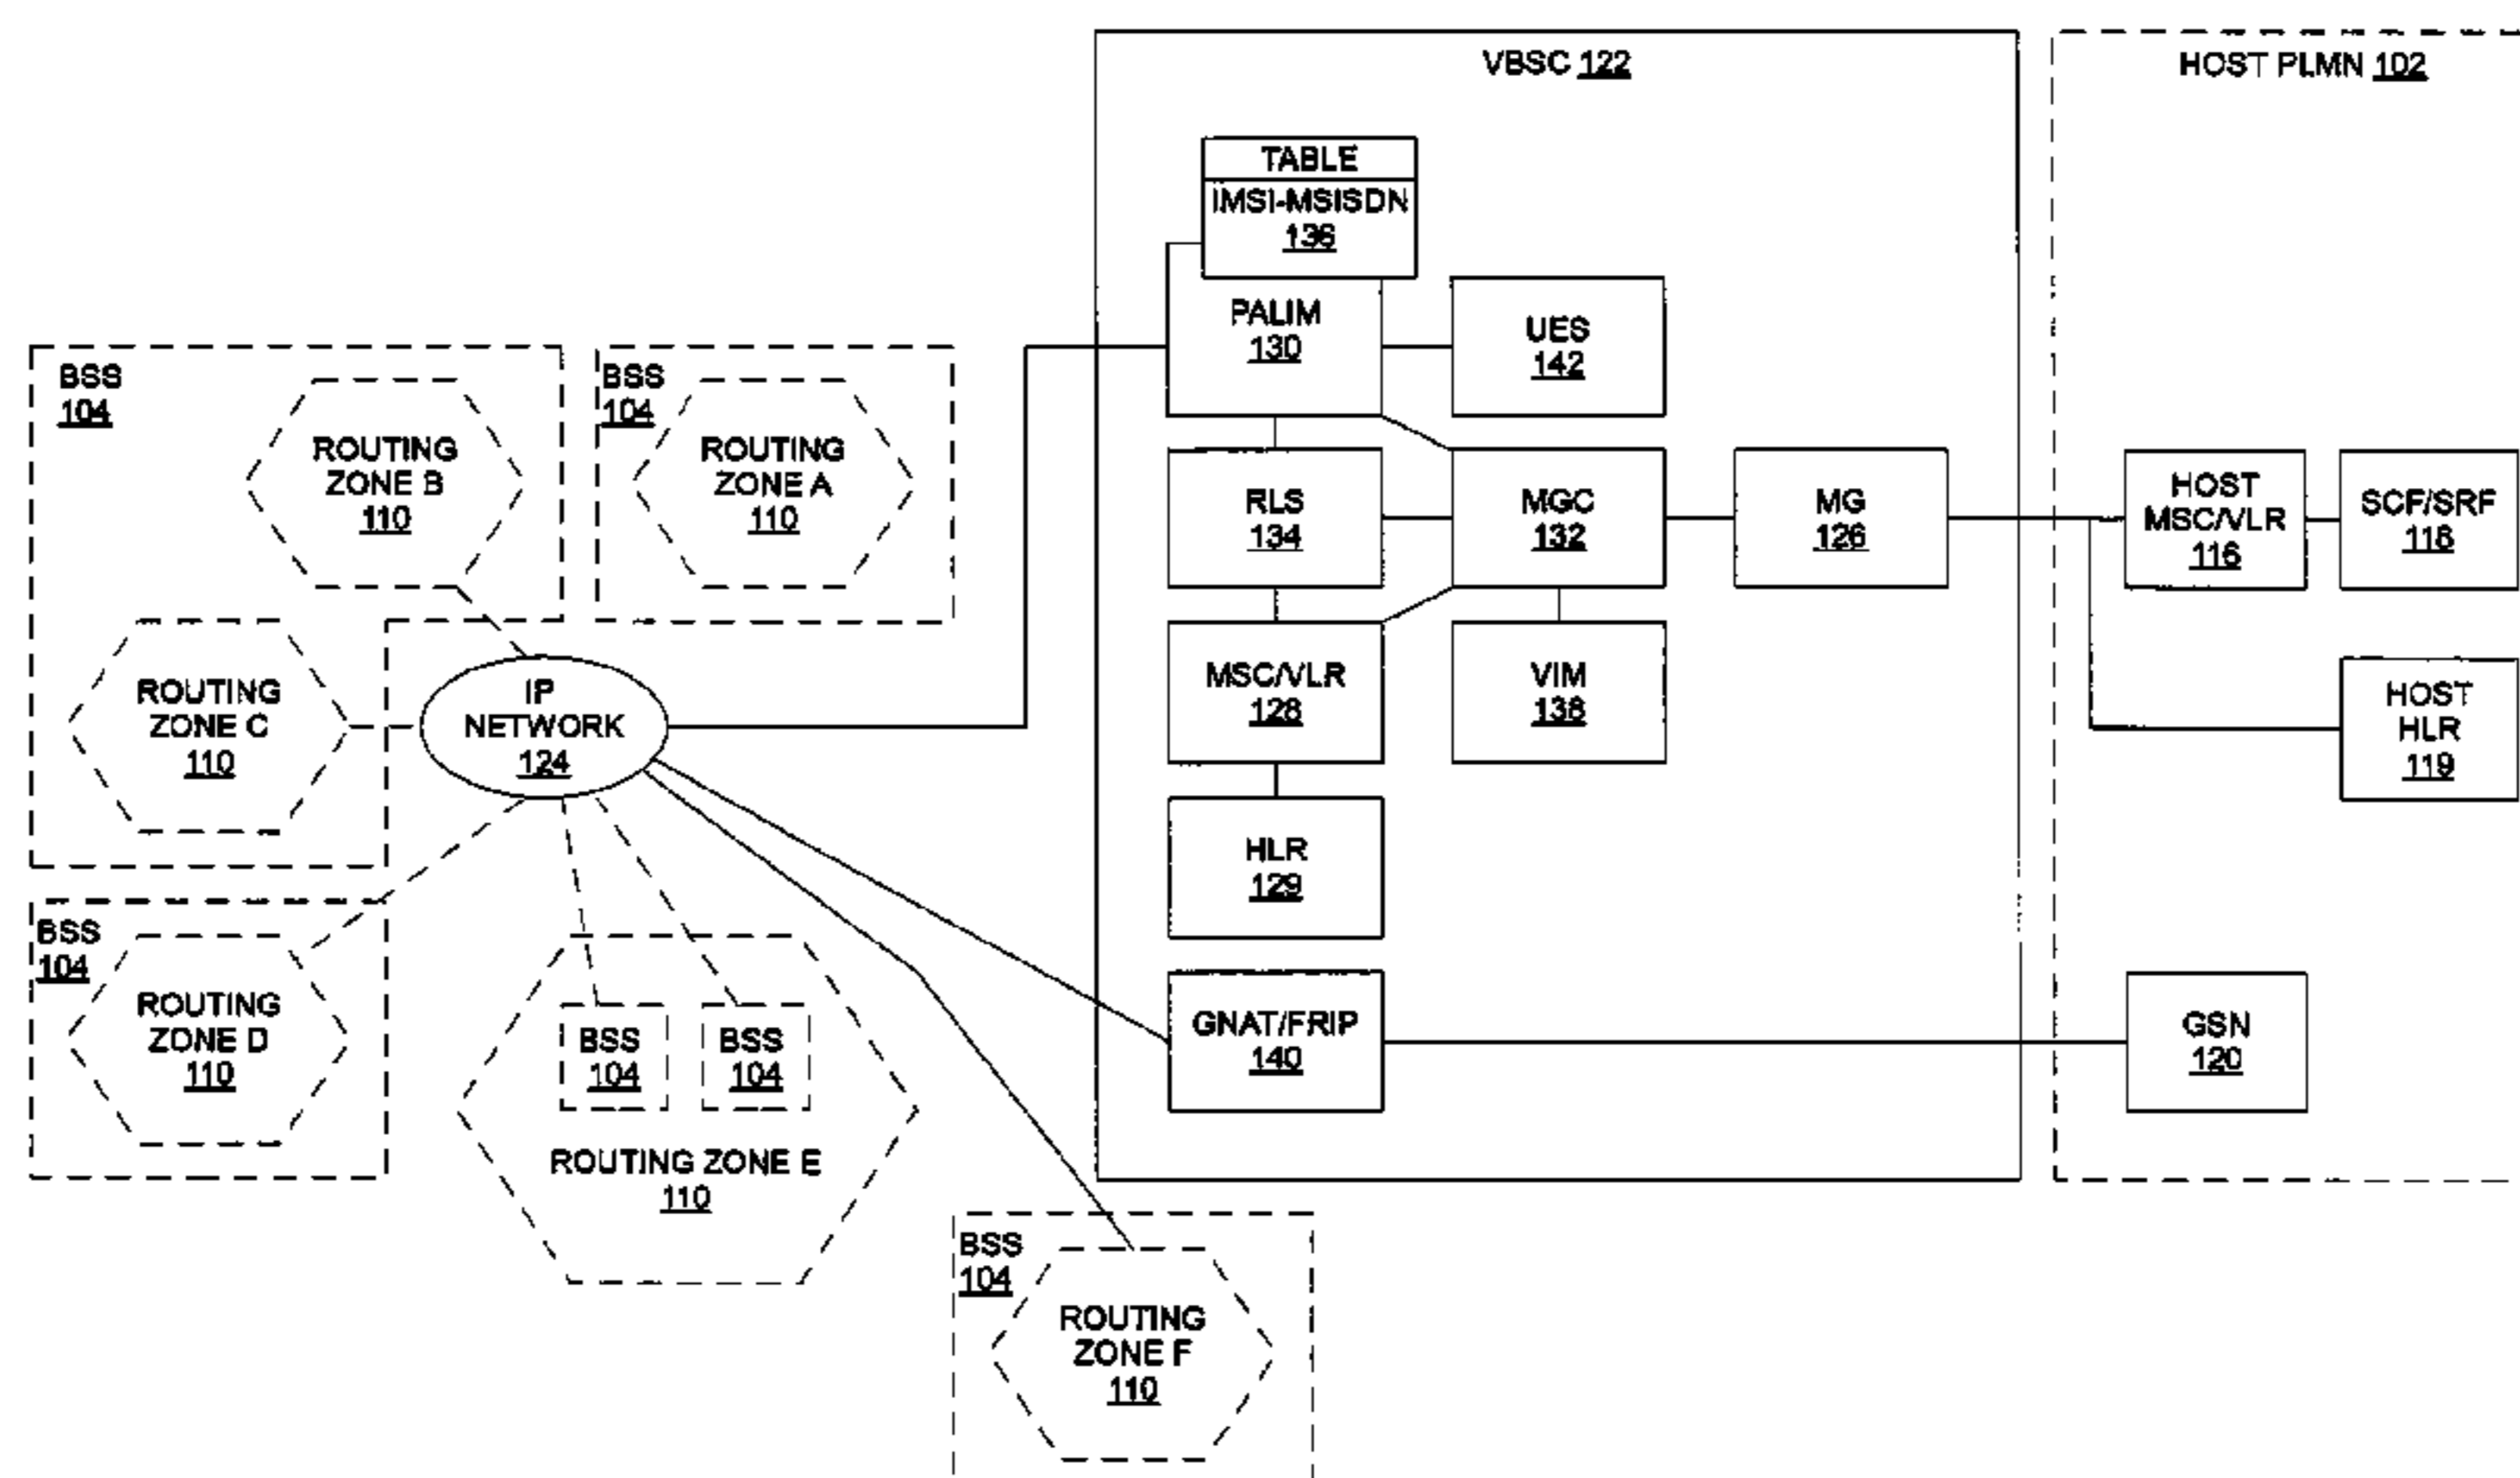 VBSC 122
HOST PLMN 102
TABLE
IMSI-MSISDN
136
PALIM
130
UES
142
BSS
104
ROUTING
ZONE B
110
BSS
104
ROUTING
ZONE A
110
RLS
134
MGC
132
MG
126
HOST
MSC/VLR
116
SCF/SRF
118
ROUTING
ZONE C
110
IP
NETWORK
124
MSC/VLR
128
VIM
138
HOST
HLR
119
HLR
129
BSS
104
ROUTING
ZONE D
110
BSS
104
BSS
104
ROUTING ZONE E
110
GNAT/FRIP
140
GSN
120
BSS
104
ROUTING
ZONE F
110